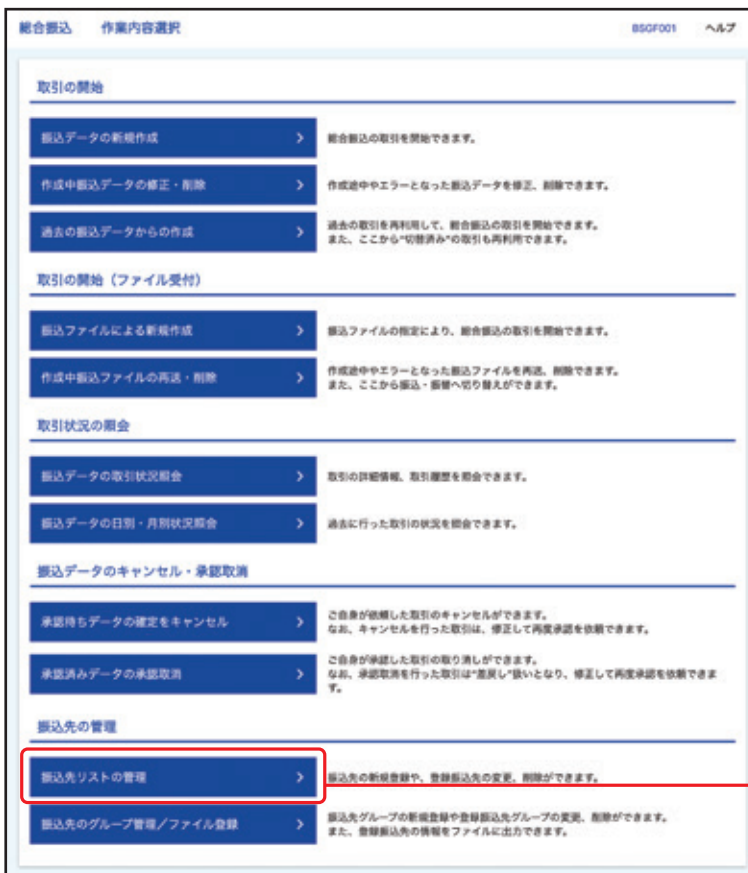 総合振込 作業内容選択 BSGF001 ヘルプ
取引の開始
振込データの新規作成 総合振込の取引を開始できます。
作成中振込データの修正・削除 作成途中やエラーとなった振込データを修正、削除できます。
過去の振込データからの作成 過去の取引を再利用して、総合振込の取引を開始できます。
また、ここから"切替済み"の取引も再利用できます。
取引の開始（ファイル受付）
振込ファイルによる新規作成 振込ファイルの指定により、総合振込の取引を開始できます。
作成中振込ファイルの再送・削除 作成途中やエラーとなった振込ファイルを再送、削除できます。
また、ここから振込・振替へ切り替えができます。
取引状況の照会
振込データの取引状況照会 取引の詳細情報、取引履歴を照会できます。
振込データの日別・月別状況照会 過去に行った取引の状況を照会できます。
振込データのキャンセル・承認取消
承認待ちデータの確定をキャンセル ご自身が依頼した取引のキャンセルができます。
なお、キャンセルを行った取引は、修正して再度承認を依頼できます。
承認済みデータの承認取消 ご自身が承認した取引の取り消しができます。
なお、承認取消を行った取引は"差戻し"扱いとなり、修正して再度承認を依頼できま
す。
振込先の管理
振込先リストの管理 振込先の新規登録や、登録振込先の変更、削除ができます。
振込先のグループ管理／ファイル登録 振込先グループの新規登録や登録振込先グループの変更、削除ができます。
また、登録振込先の情報をファイルに出力できます。